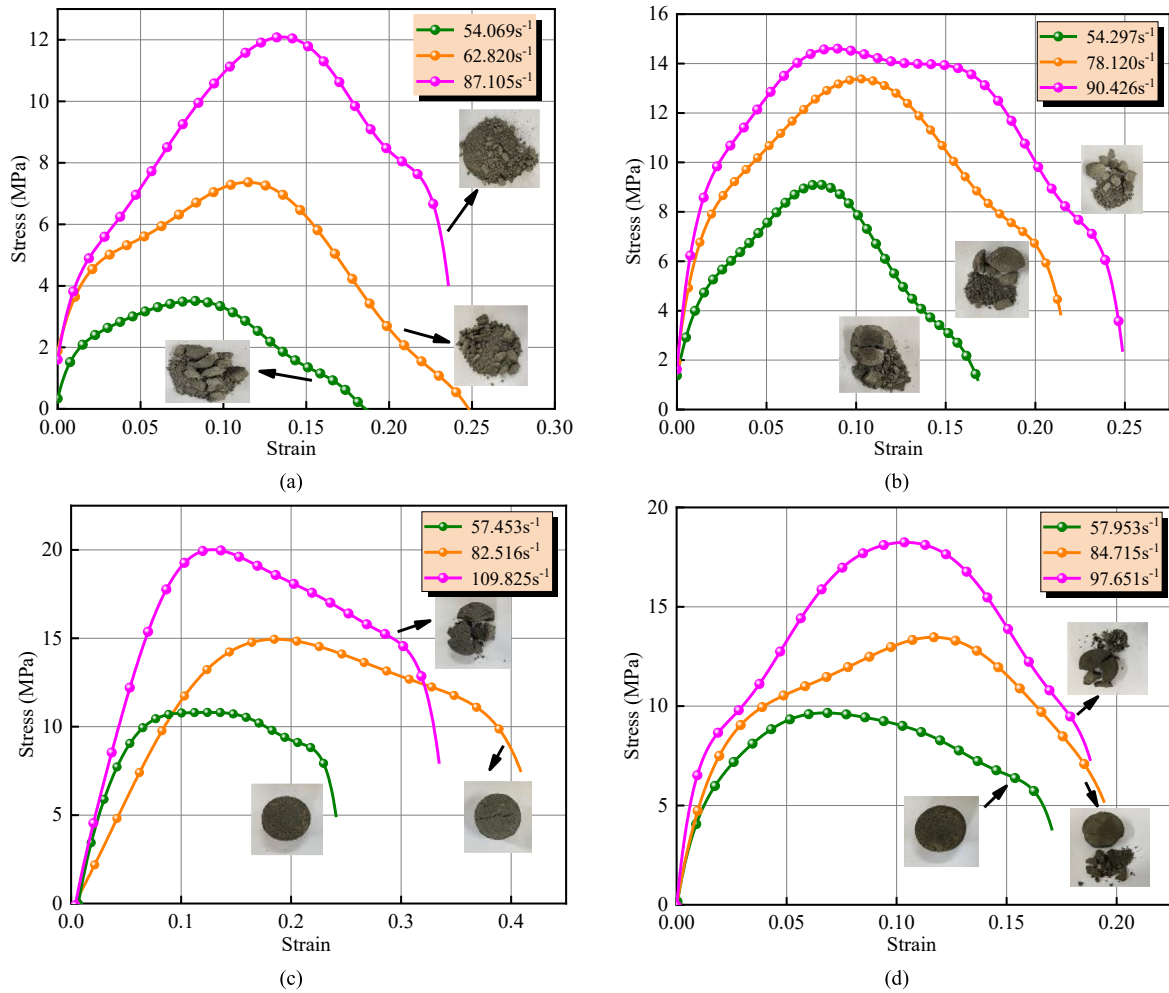 12
10
8
6
4
2
0
Stress (MPa)
0.00
0.05
0.10
0.15
0.20
0.25
0.30
Strain
54.069s⁻¹
62.820s⁻¹
87.105s⁻¹
(a)
16
14
12
10
8
6
4
2
0
Stress (MPa)
0.00
0.05
0.10
0.15
0.20
0.25
Strain
54.297s⁻¹
78.120s⁻¹
90.426s⁻¹
(b)
20
15
10
5
0
Stress (MPa)
0.0
0.1
0.2
0.3
0.4
Strain
57.453s⁻¹
82.516s⁻¹
109.825s⁻¹
(c)
20
15
10
5
0
Stress (MPa)
0.00
0.05
0.10
0.15
0.20
Strain
57.953s⁻¹
84.715s⁻¹
97.651s⁻¹
(d)